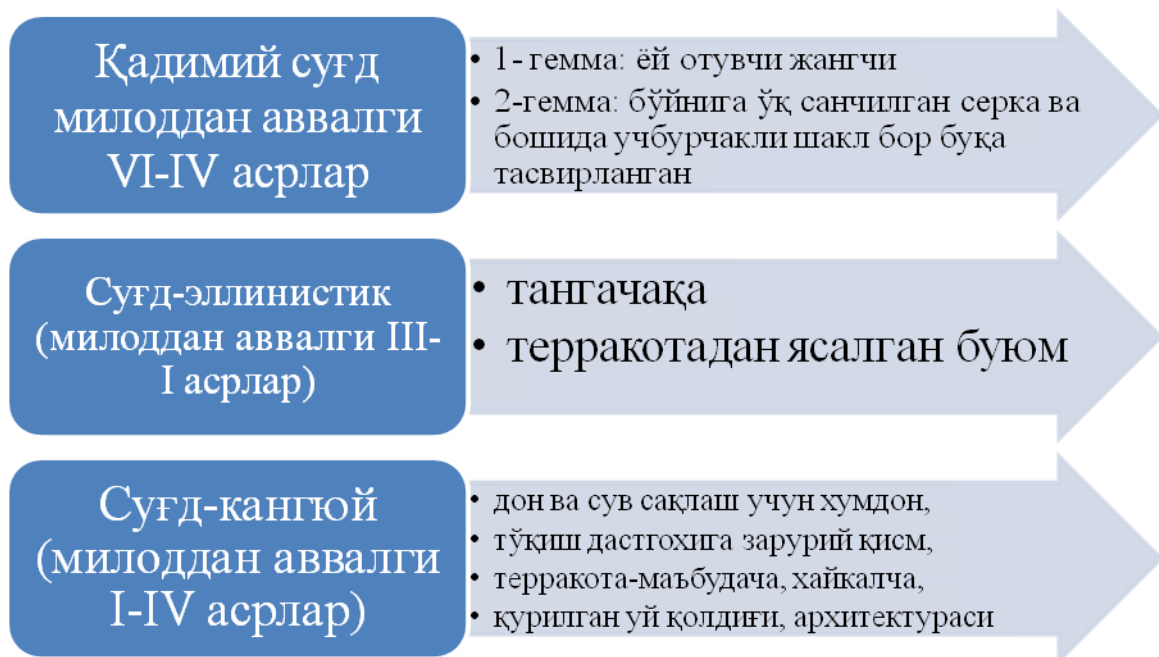 Қадимий суғд
милоддан аввалги
VI-IV асрлар
• 1- гемма: ёй отувчи жангчи
• 2-гемма: бўйнига ўқ санчилган серка ва
бошида учбурчакли шакл бор буқа
тасвирланган
Суғд-эллинистик
(милоддан аввалги III-
I асрлар)
• тангачақа
• терракотадан ясалган буюм
Суғд-кангюй
(милоддан аввалги
I-IV асрлар)
• дон ва сув сақлаш учун хумдон,
• тўқиш дастгохига зарурий қисм,
• терракота-маъбудача, хайкалча,
• қурилган уй қолдиғи, архитектураси